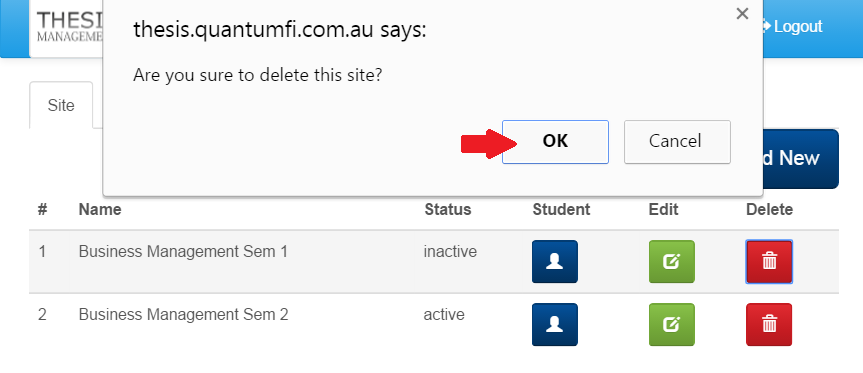 THESI
MANAGEMEN
thesis.quantumfi.com.au says:
Logout
Are you sure to delete this site?
Site
OK
Cancel
d New
# Name Status Student Edit Delete
1 Business Management Sem 1 inactive
2 Business Management Sem 2 active